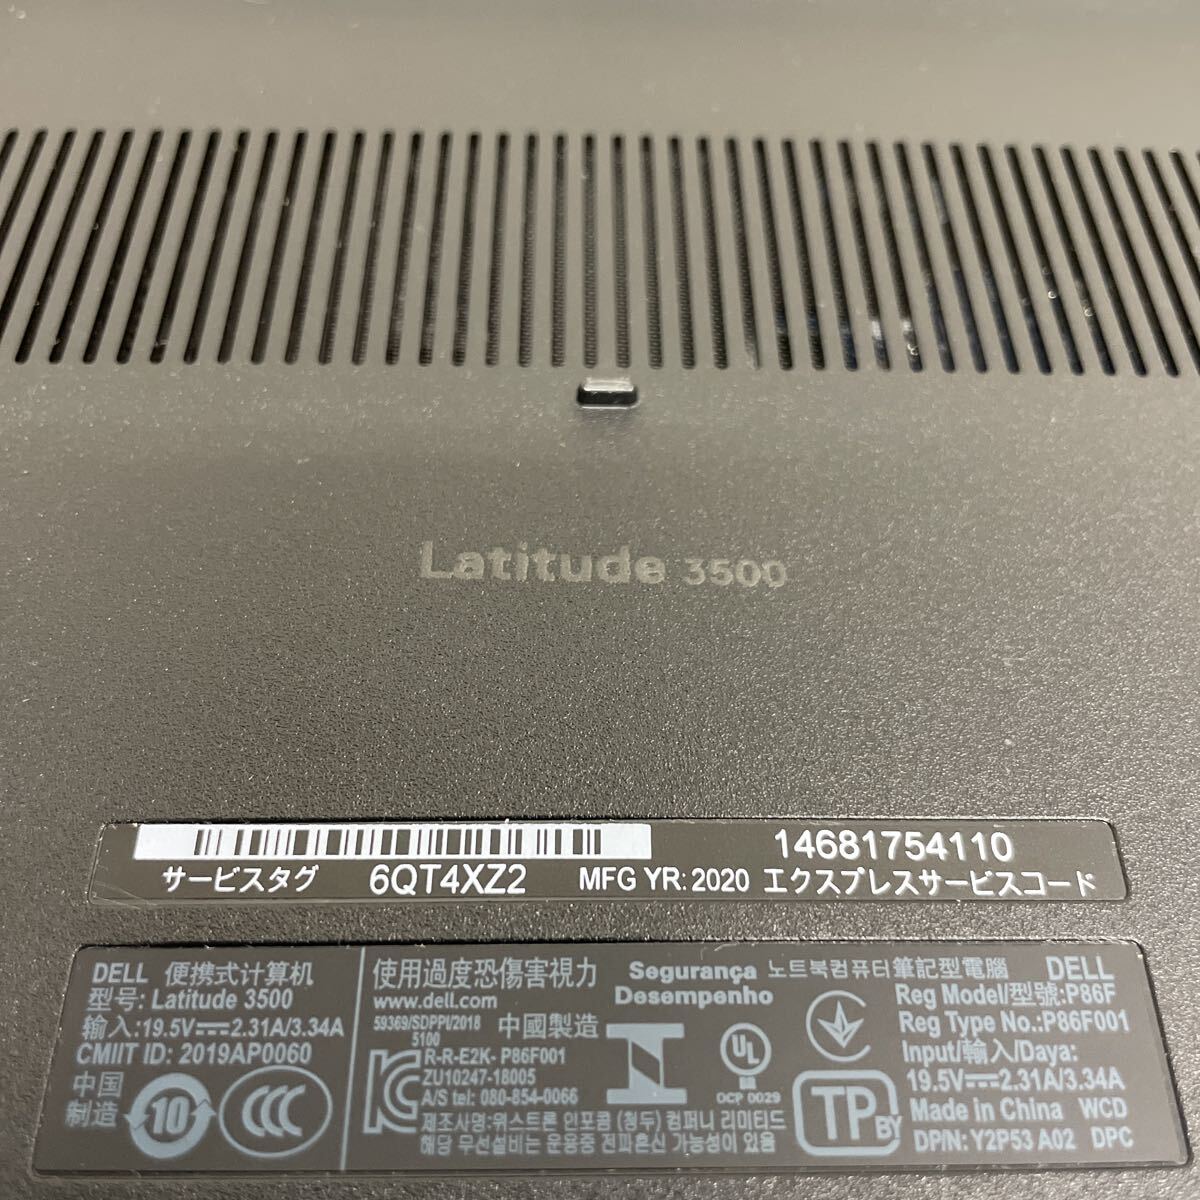 Latitude 3500
14681754110
サービスタグ 6QT4XZ2 MFG YR: 2020 エクスプレスサービスコード
DELL 便携式计算机
型号: Latitude 3500
输入:19.5V 2.31A/3.34A
CMIIT ID: 2019AP0060
中国
制造
10
使用過度恐傷害視力
www.dell.com
59369/SDPPI/2018
5100
中國製造
R-R-E2K- P86F001
ZU10247-18005
A/S tel: 080-854-0066
제조사명:위스트론 인포콤 (청두) 컴퍼니 리미티드
해당 무선설비는 운용중 전파혼신 가능성이 있음
Segurança
Desempenho
UL
OCP 0029
노트북컴퓨터筆記型電腦 DELL
Reg Model/型號:P86F
Reg Type No.:P86F001
Input/輸入/Daya:
19.5V 2.31A/3.34A
Made in China WCD
DP/N: Y2P53 A02 DPC
TP BY